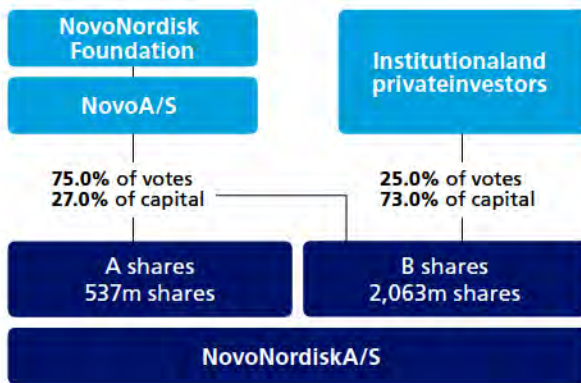 NovoNordisk
Foundation
NovoA/S
Institutionaland
privateinvestors
75.0% of votes
27.0% of capital
25.0% of votes
73.0% of capital
A shares
537m shares
B shares
2,063m shares
NovoNordiskA/S